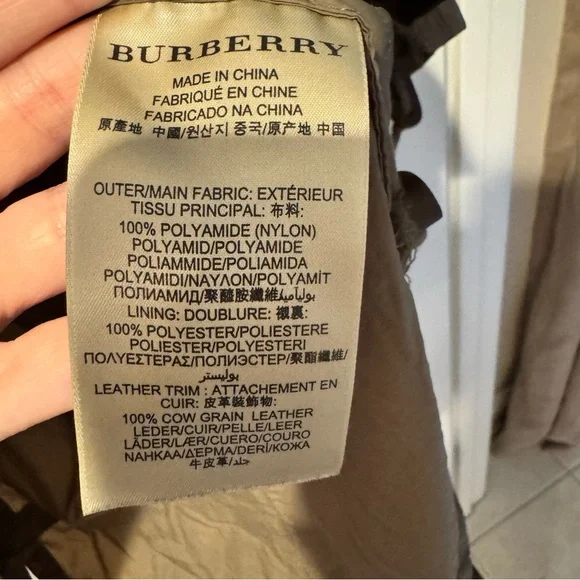 BURBERRY
MADE IN CHINA
FABRIQUÉ EN CHINE
FABRICADO NA CHINA
原產地 中國/원산지 중국/原产地 中国
OUTER/MAIN FABRIC: EXTÉRIEUR
TISSU PRINCIPAL: 布料:
100% POLYAMIDE (NYLON)
POLYAMID/POLYAMIDE
POLIAMMIDE/POLIAMIDA
POLYAMIDI/NAYLON/POLYAMİT
ПОЛИАМИД/聚醯胺纖維/بولياميد
LINING: DOUBLURE: 襯裏:
100% POLYESTER/POLIESTERE
POLIESTER/POLYESTERI
ΠΟΛΥΕΣΤΕΡΑΣ/ПОЛИЭСТЕР/聚酯纖維/
بوليستر
LEATHER TRIM : ATTACHEMENT EN
CUIR: 皮革裝飾物:
100% COW GRAIN LEATHER
LEDER/CUIR/PELLE/LEER
LÄDER/LÆR/CUERO/COURO
NAHKAA/ΔΕΡΜΑ/DERİ/КОЖА
牛皮革/جلد